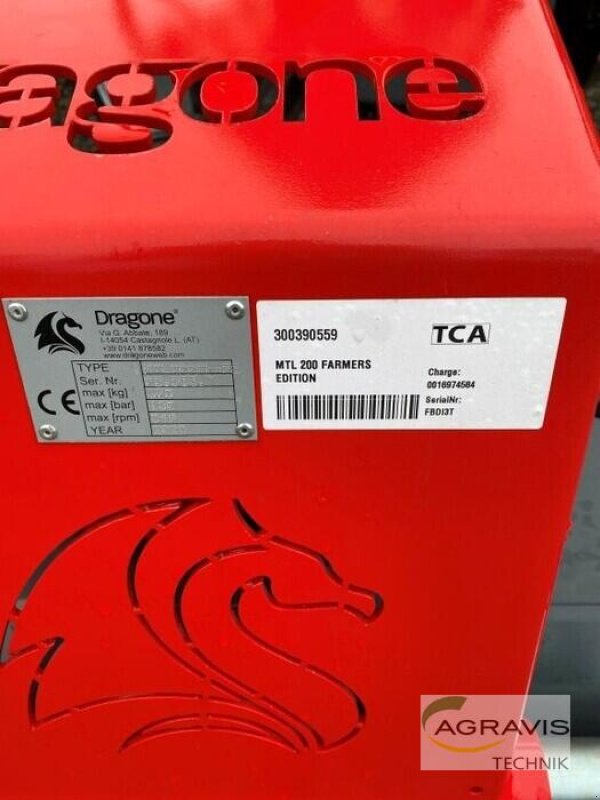 agone
Dragone®
Via G. Abbate, 189
I-14054 Castagnole L. (AT)
+39 0141 878582
www.dragoneweb.com
TYPE
Ser. Nr.
max [kg]
max [bar]
max [rpm]
YEAR
CE
300390559
TCA
MTL 200 FARMERS
EDITION
Charge:
0016974584
SerialNr:
FBDI3T
AGRAVIS
TECHNIK